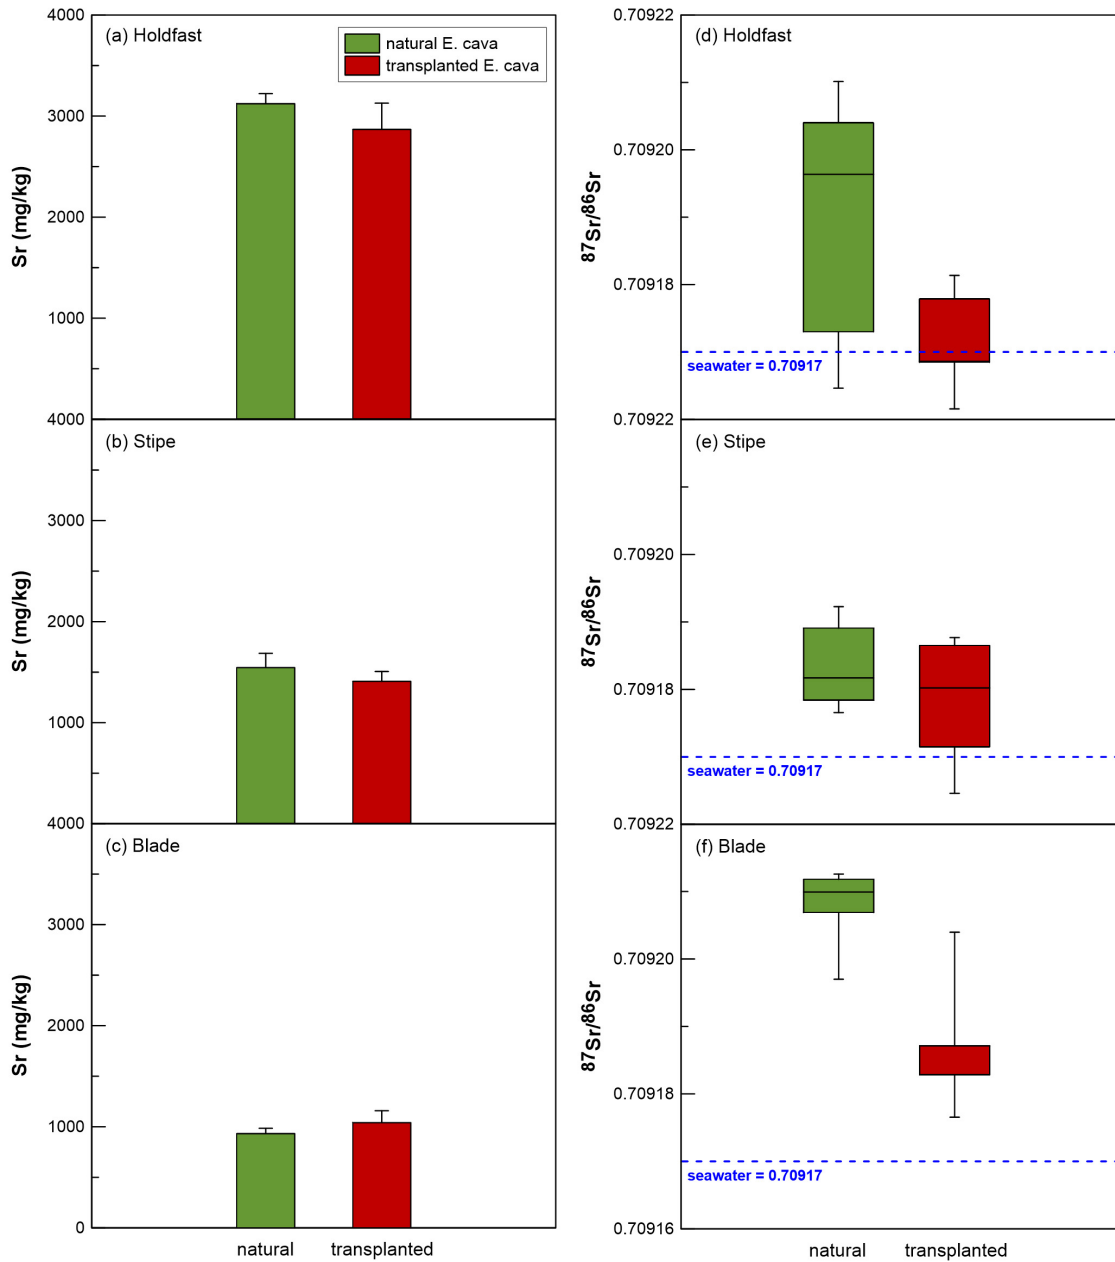 4000
(a) Holdfast
natural E. cava
transplanted E. cava
3000
2000
1000
Sr (mg/kg)
4000
(b) Stipe
3000
2000
1000
Sr (mg/kg)
4000
(c) Blade
3000
2000
1000
0
Sr (mg/kg)
natural transplanted
0.70922
(d) Holdfast
0.70920
0.70918
87Sr/86Sr
seawater = 0.70917
0.70922
(e) Stipe
0.70920
0.70918
87Sr/86Sr
seawater = 0.70917
0.70922
(f) Blade
0.70920
0.70918
0.70916
87Sr/86Sr
seawater = 0.70917
natural transplanted